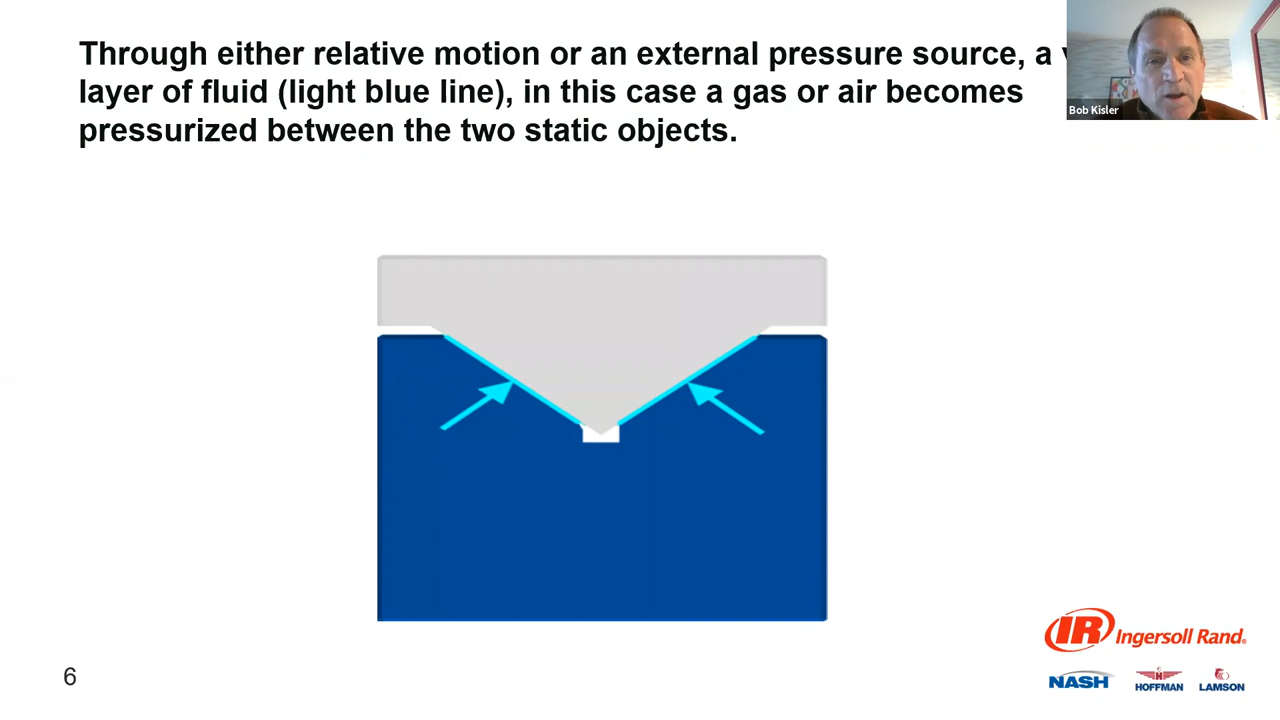 Through either relative motion or an external pressure source, a
layer of fluid (light blue line), in this case a gas or air becomes
pressurized between the two static objects.
Bob Kisler
IR Ingersoll Rand®
NASH
HOFFMAN
LAMSON
6